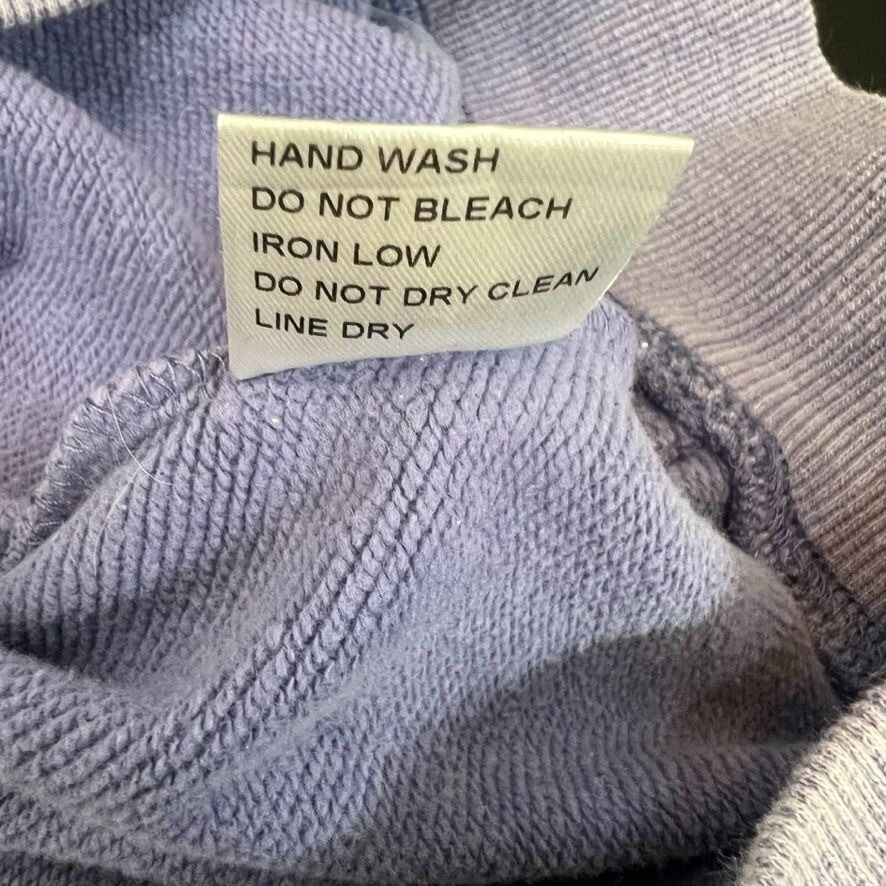 HAND WASH
DO NOT BLEACH
IRON LOW
DO NOT DRY CLEAN
LINE DRY